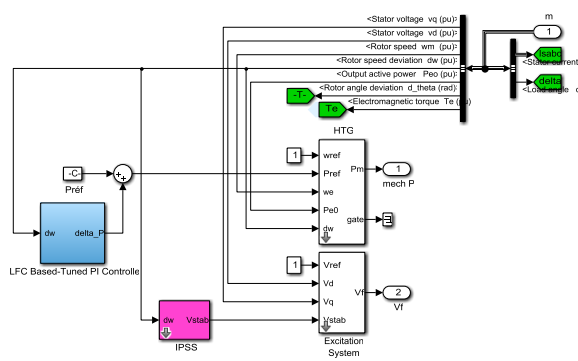 m
1
<Stator voltage vq (pu)>
<Stator voltage vd (pu)>
<Rotor speed wm (pu)>
<Rotor speed deviation dw (pu)>
<Output active power Peo (pu)>
<Rotor angle deviation d_theta (rad)>
<Electromagnetic torque Te (pu)
Isabc
<Stator current
delta
<Load angle d
-T-
Te
HTG
1
wref
Pref
we
Pe0
dw
Pm
gate
1
mech P
-C-
Préf
++
dw
delta_P
LFC Based-Tuned PI Controlle
1
Vref
Vd
Vq
Vstab
Vf
2
Vf
Excitation
System
dw
Vstab
IPSS